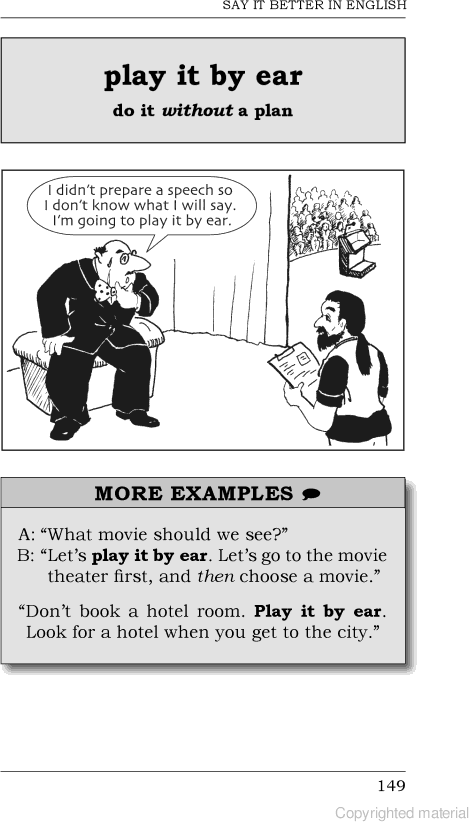 SAY IT BETTER IN ENGLISH
play it by ear
do it without a plan
I didn't prepare a speech so
I don't know what I will say.
I'm going to play it by ear.
MORE EXAMPLES
A: “What movie should we see?”
B: “Let’s play it by ear. Let’s go to the movie
theater first, and then choose a movie.”
“Don’t book a hotel room. Play it by ear.
Look for a hotel when you get to the city.”
149
Copyrighted material